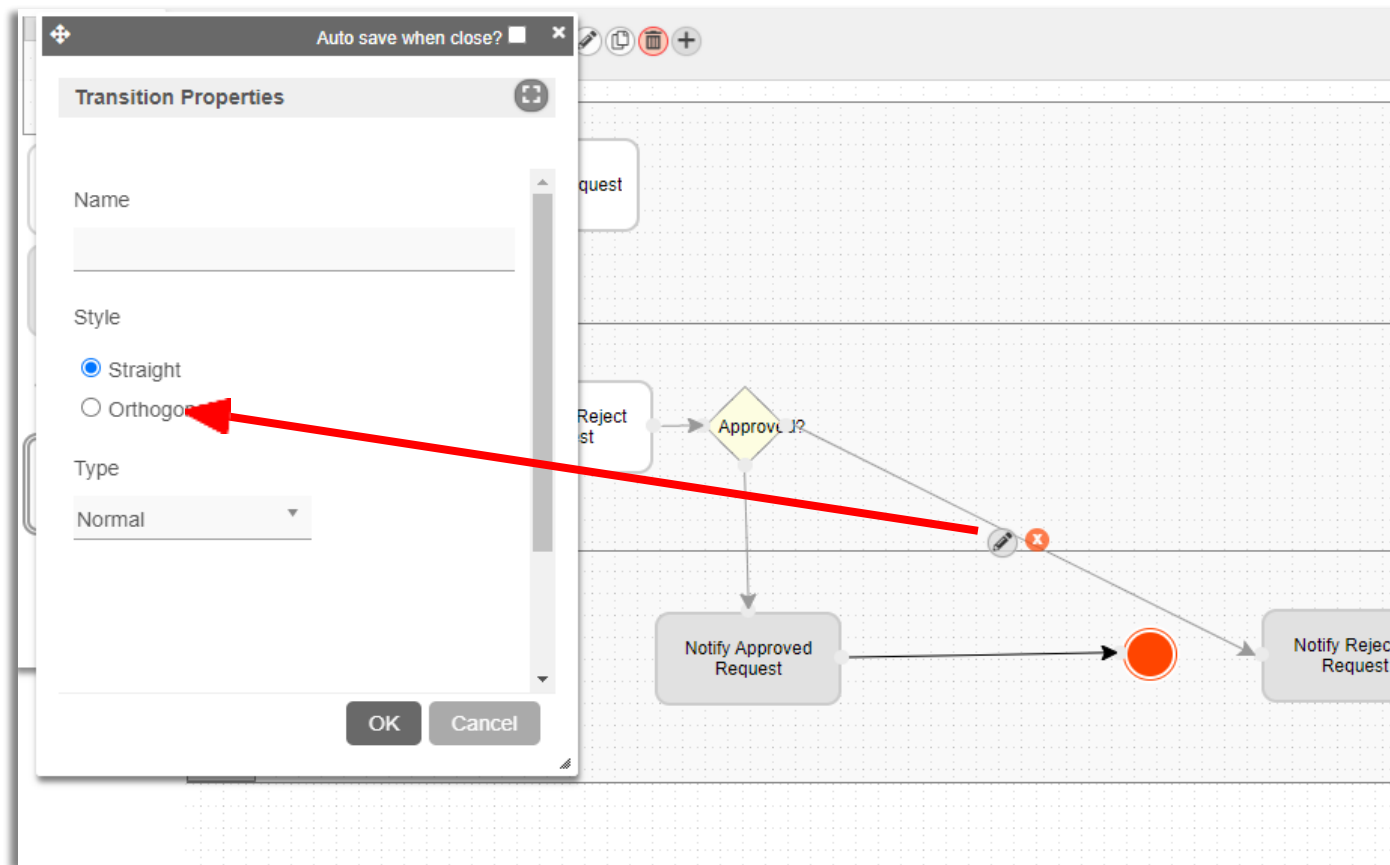 Auto save when close?
Transition Properties
Name
Style
Straight
Orthogon
Type
Normal
OK
Cancel
quest
Reject
st
Approved?
Notify Approved
Request
Notify Rejec
Request